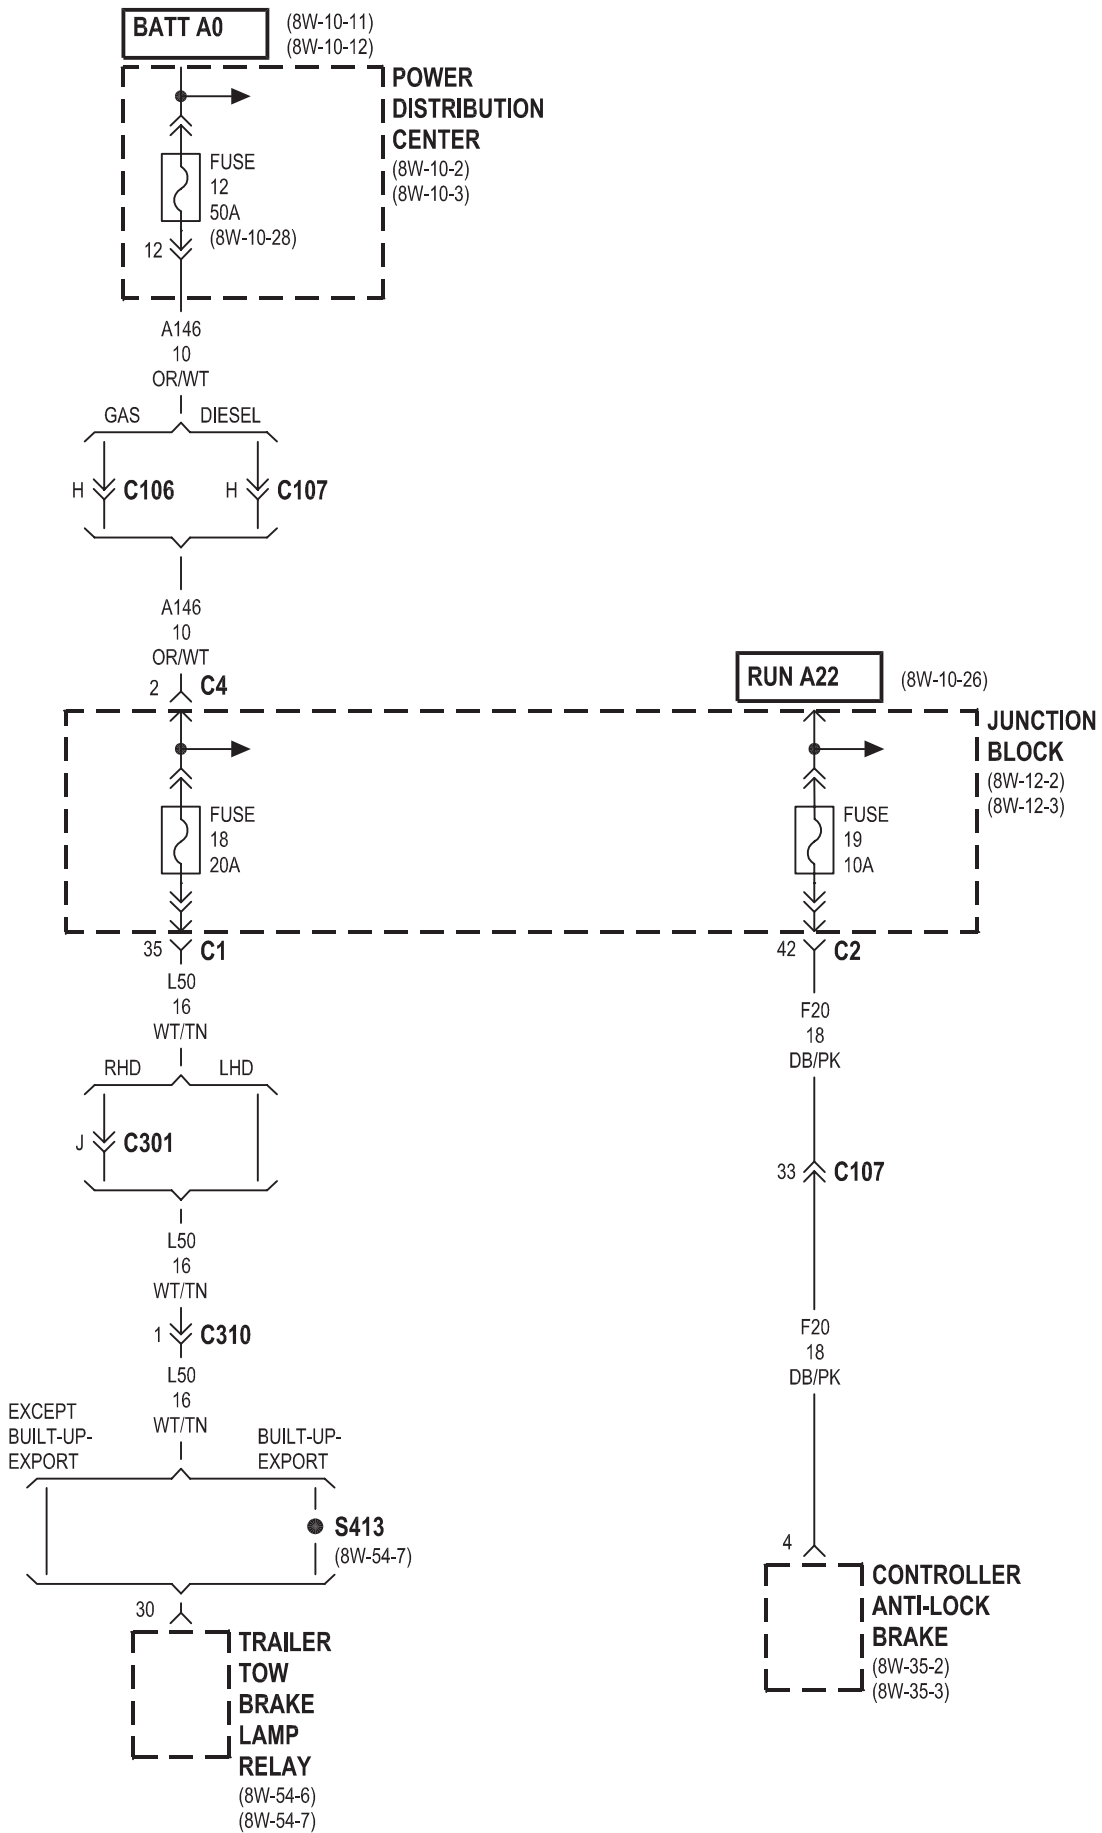 BATT A0
(8W-10-11)
(8W-10-12)
POWER
DISTRIBUTION
CENTER
(8W-10-2)
(8W-10-3)
FUSE
12
50A
(8W-10-28)
12
A146
10
OR/WT
GAS
DIESEL
H
C106
H
C107
A146
10
OR/WT
2
C4
RUN A22
(8W-10-26)
JUNCTION
BLOCK
(8W-12-2)
(8W-12-3)
FUSE
18
20A
FUSE
19
10A
35
C1
42
C2
L50
16
WT/TN
F20
18
DB/PK
RHD
LHD
J
C301
33
C107
L50
16
WT/TN
1
C310
F20
18
DB/PK
L50
16
WT/TN
EXCEPT
BUILT-UP-
EXPORT
BUILT-UP-
EXPORT
S413
(8W-54-7)
30
TRAILER
TOW
BRAKE
LAMP
RELAY
(8W-54-6)
(8W-54-7)
4
CONTROLLER
ANTI-LOCK
BRAKE
(8W-35-2)
(8W-35-3)